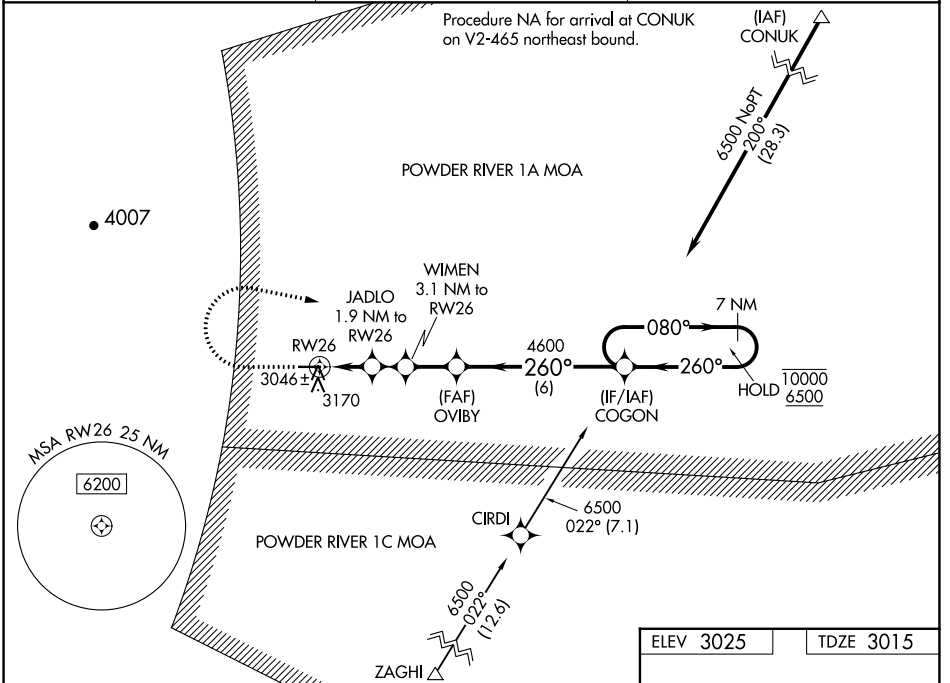 Procedure NA for arrival at CONUK
on V2-465 northeast bound.
(IAF)
CONUK
6500 NoPT
200°
(28.3)
POWDER RIVER 1A MOA
4007
WIMEN
3.1 NM to
RW26
JADLO
1.9 NM to
RW26
7 NM
080°
RW26
4600
260°
(6)
260°
HOLD
10000
6500
3046±
3170
(FAF)
OVIBY
(IF/IAF)
COGON
MSA RW26 25 NM
6200
CIRDI
6500
022° (7.1)
POWDER RIVER 1C MOA
6500
022°
(12.6)
ZAGHI
ELEV 3025
TDZE 3015